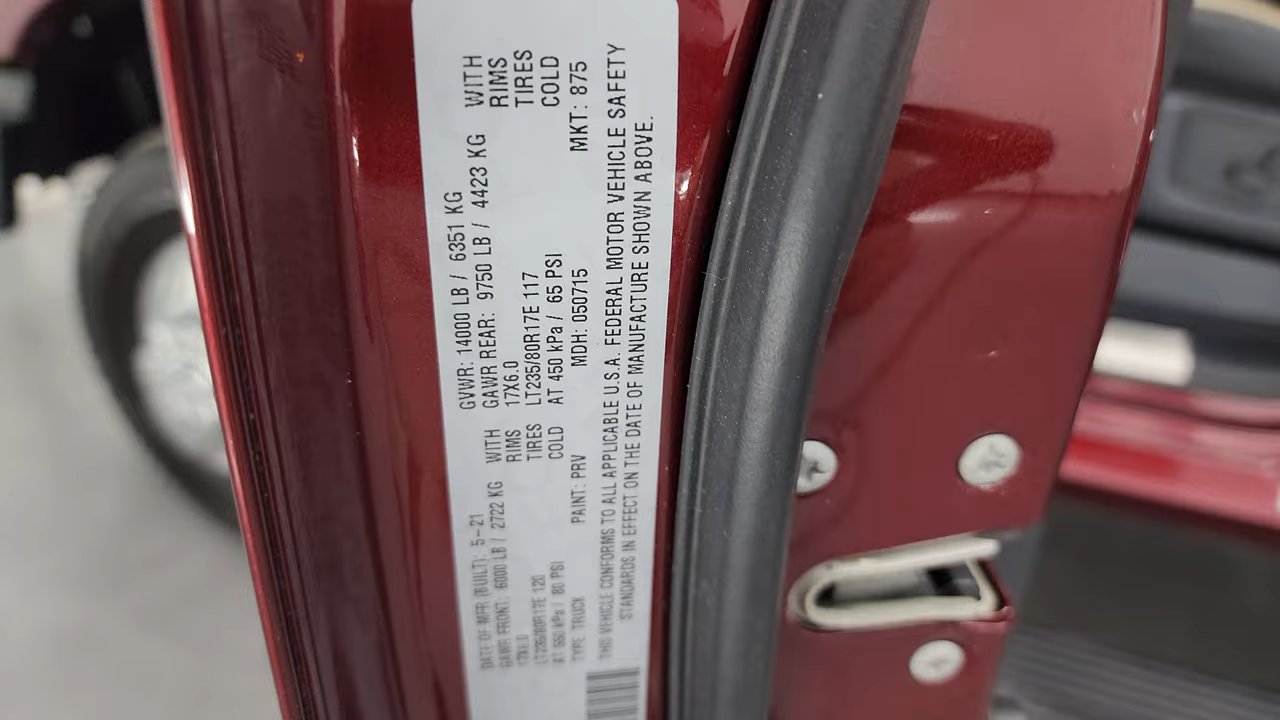 DATE OF MFR (BUILT): 5-21 GVWR: 14000 LB / 6351 KG
GAWR FRONT: 6000 LB / 2722 KG WITH GAWR REAR: 9750 LB / 4423 KG WITH
17X6.0 RIMS 17X6.0 RIMS
LT235/80R17E 120 TIRES LT235/80R17E 117 TIRES
AT 550 kPa / 80 PSI COLD AT 450 kPa / 65 PSI COLD
TYPE: TRUCK PAINT: PRV MDH: 050715 MKT: 875
THIS VEHICLE CONFORMS TO ALL APPLICABLE U.S.A. FEDERAL MOTOR VEHICLE SAFETY
STANDARDS IN EFFECT ON THE DATE OF MANUFACTURE SHOWN ABOVE.